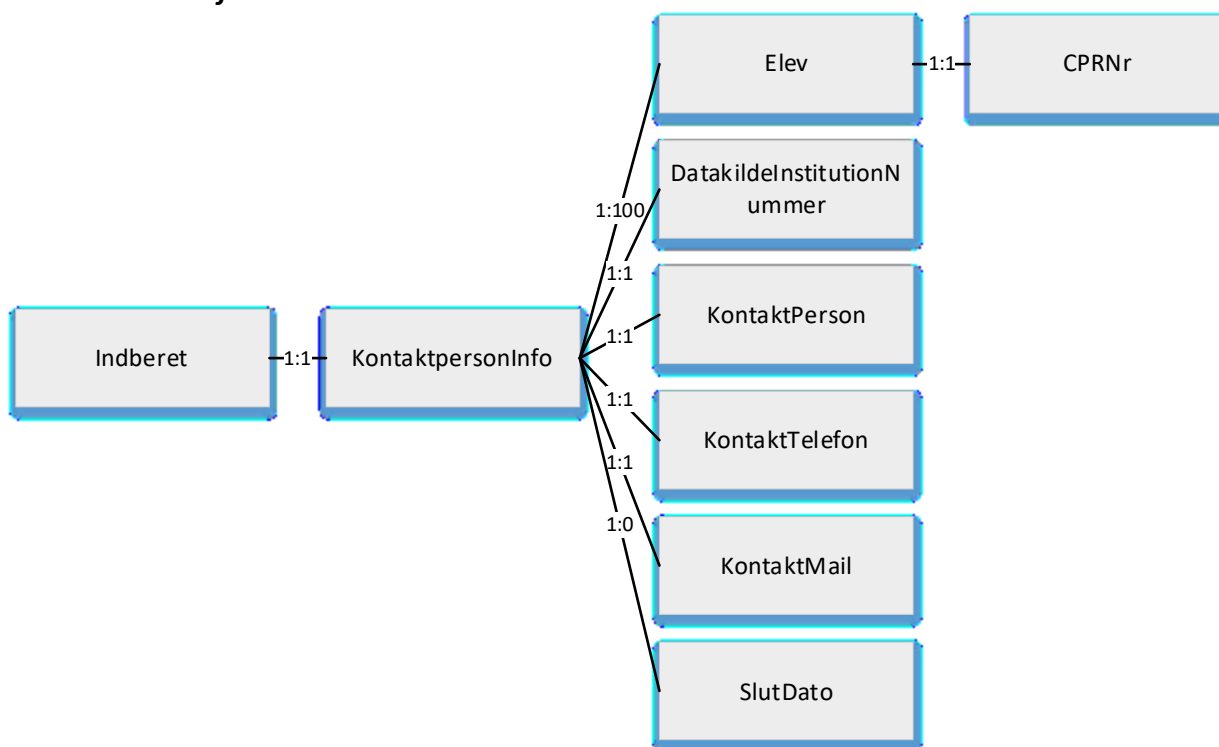 Elev
1:1
CPRNr
DatakildeInstitutionN
ummer
1:100
1:1
KontaktPerson
1:1
Indberet
1:1
KontaktpersonInfo
1:1
KontaktTelefon
1:1
1:0
KontaktMail
SlutDato